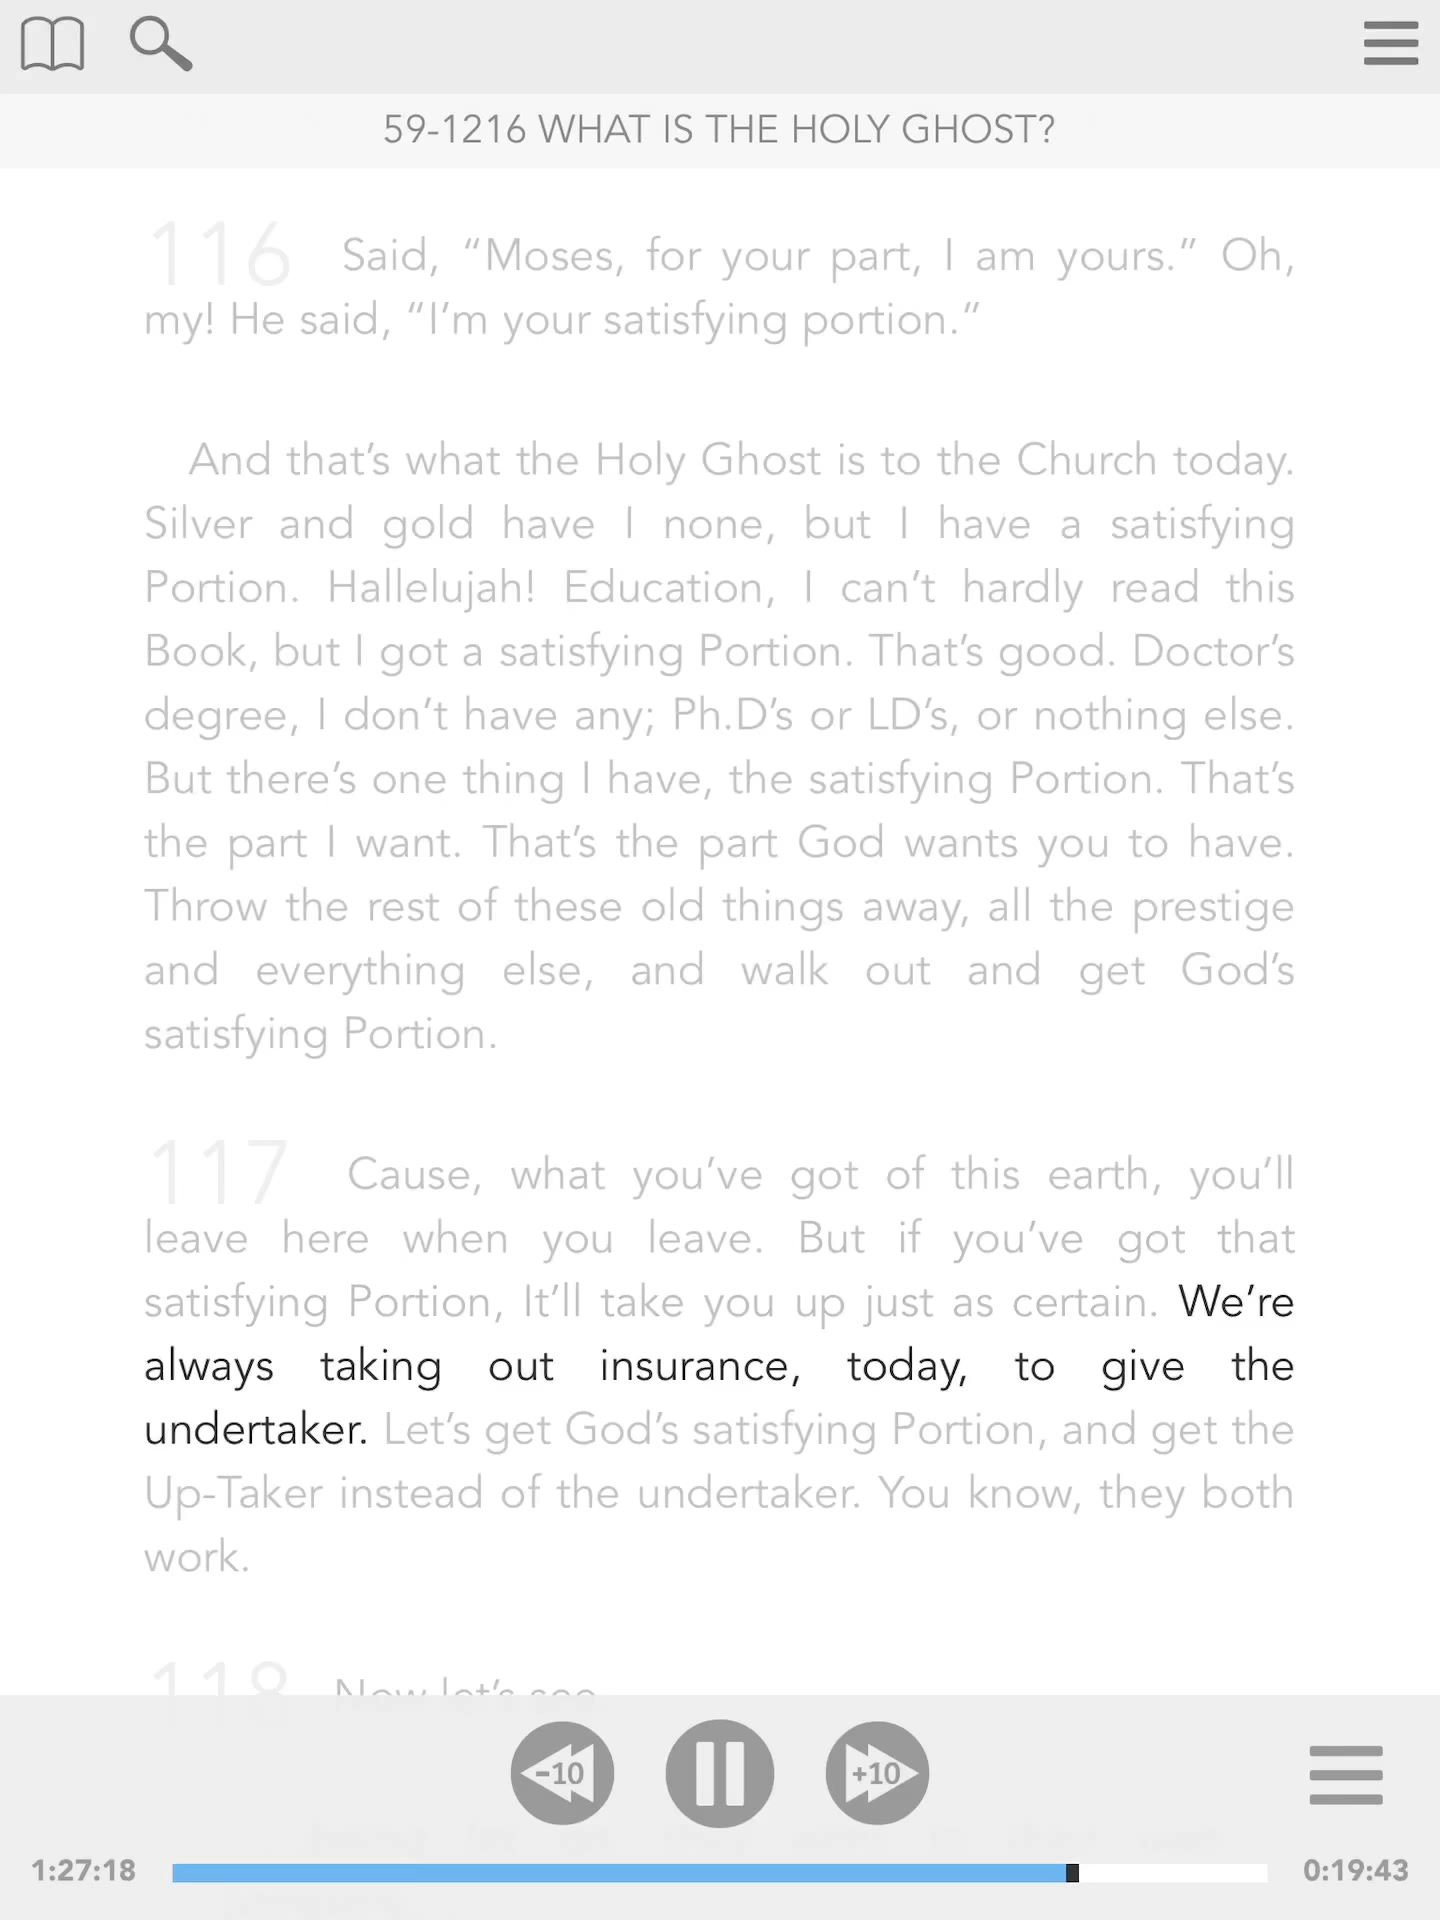 59-1216 WHAT IS THE HOLY GHOST?
116 Said, “Moses, for your part, I am yours.” Oh,
my! He said, “I’m your satisfying portion.”
And that’s what the Holy Ghost is to the Church today.
Silver and gold have I none, but I have a satisfying
Portion. Hallelujah! Education, I can’t hardly read this
Book, but I got a satisfying Portion. That’s good. Doctor’s
degree, I don’t have any; Ph.D’s or LD’s, or nothing else.
But there’s one thing I have, the satisfying Portion. That’s
the part I want. That’s the part God wants you to have.
Throw the rest of these old things away, all the prestige
and everything else, and walk out and get God’s
satisfying Portion.
117 Cause, what you’ve got of this earth, you’ll
leave here when you leave. But if you’ve got that
satisfying Portion, It’ll take you up just as certain. We’re
always taking out insurance, today, to give the
undertaker. Let’s get God’s satisfying Portion, and get the
Up-Taker instead of the undertaker. You know, they both
work.
118 Now let’s see
-10 +10
1:27:18 0:19:43